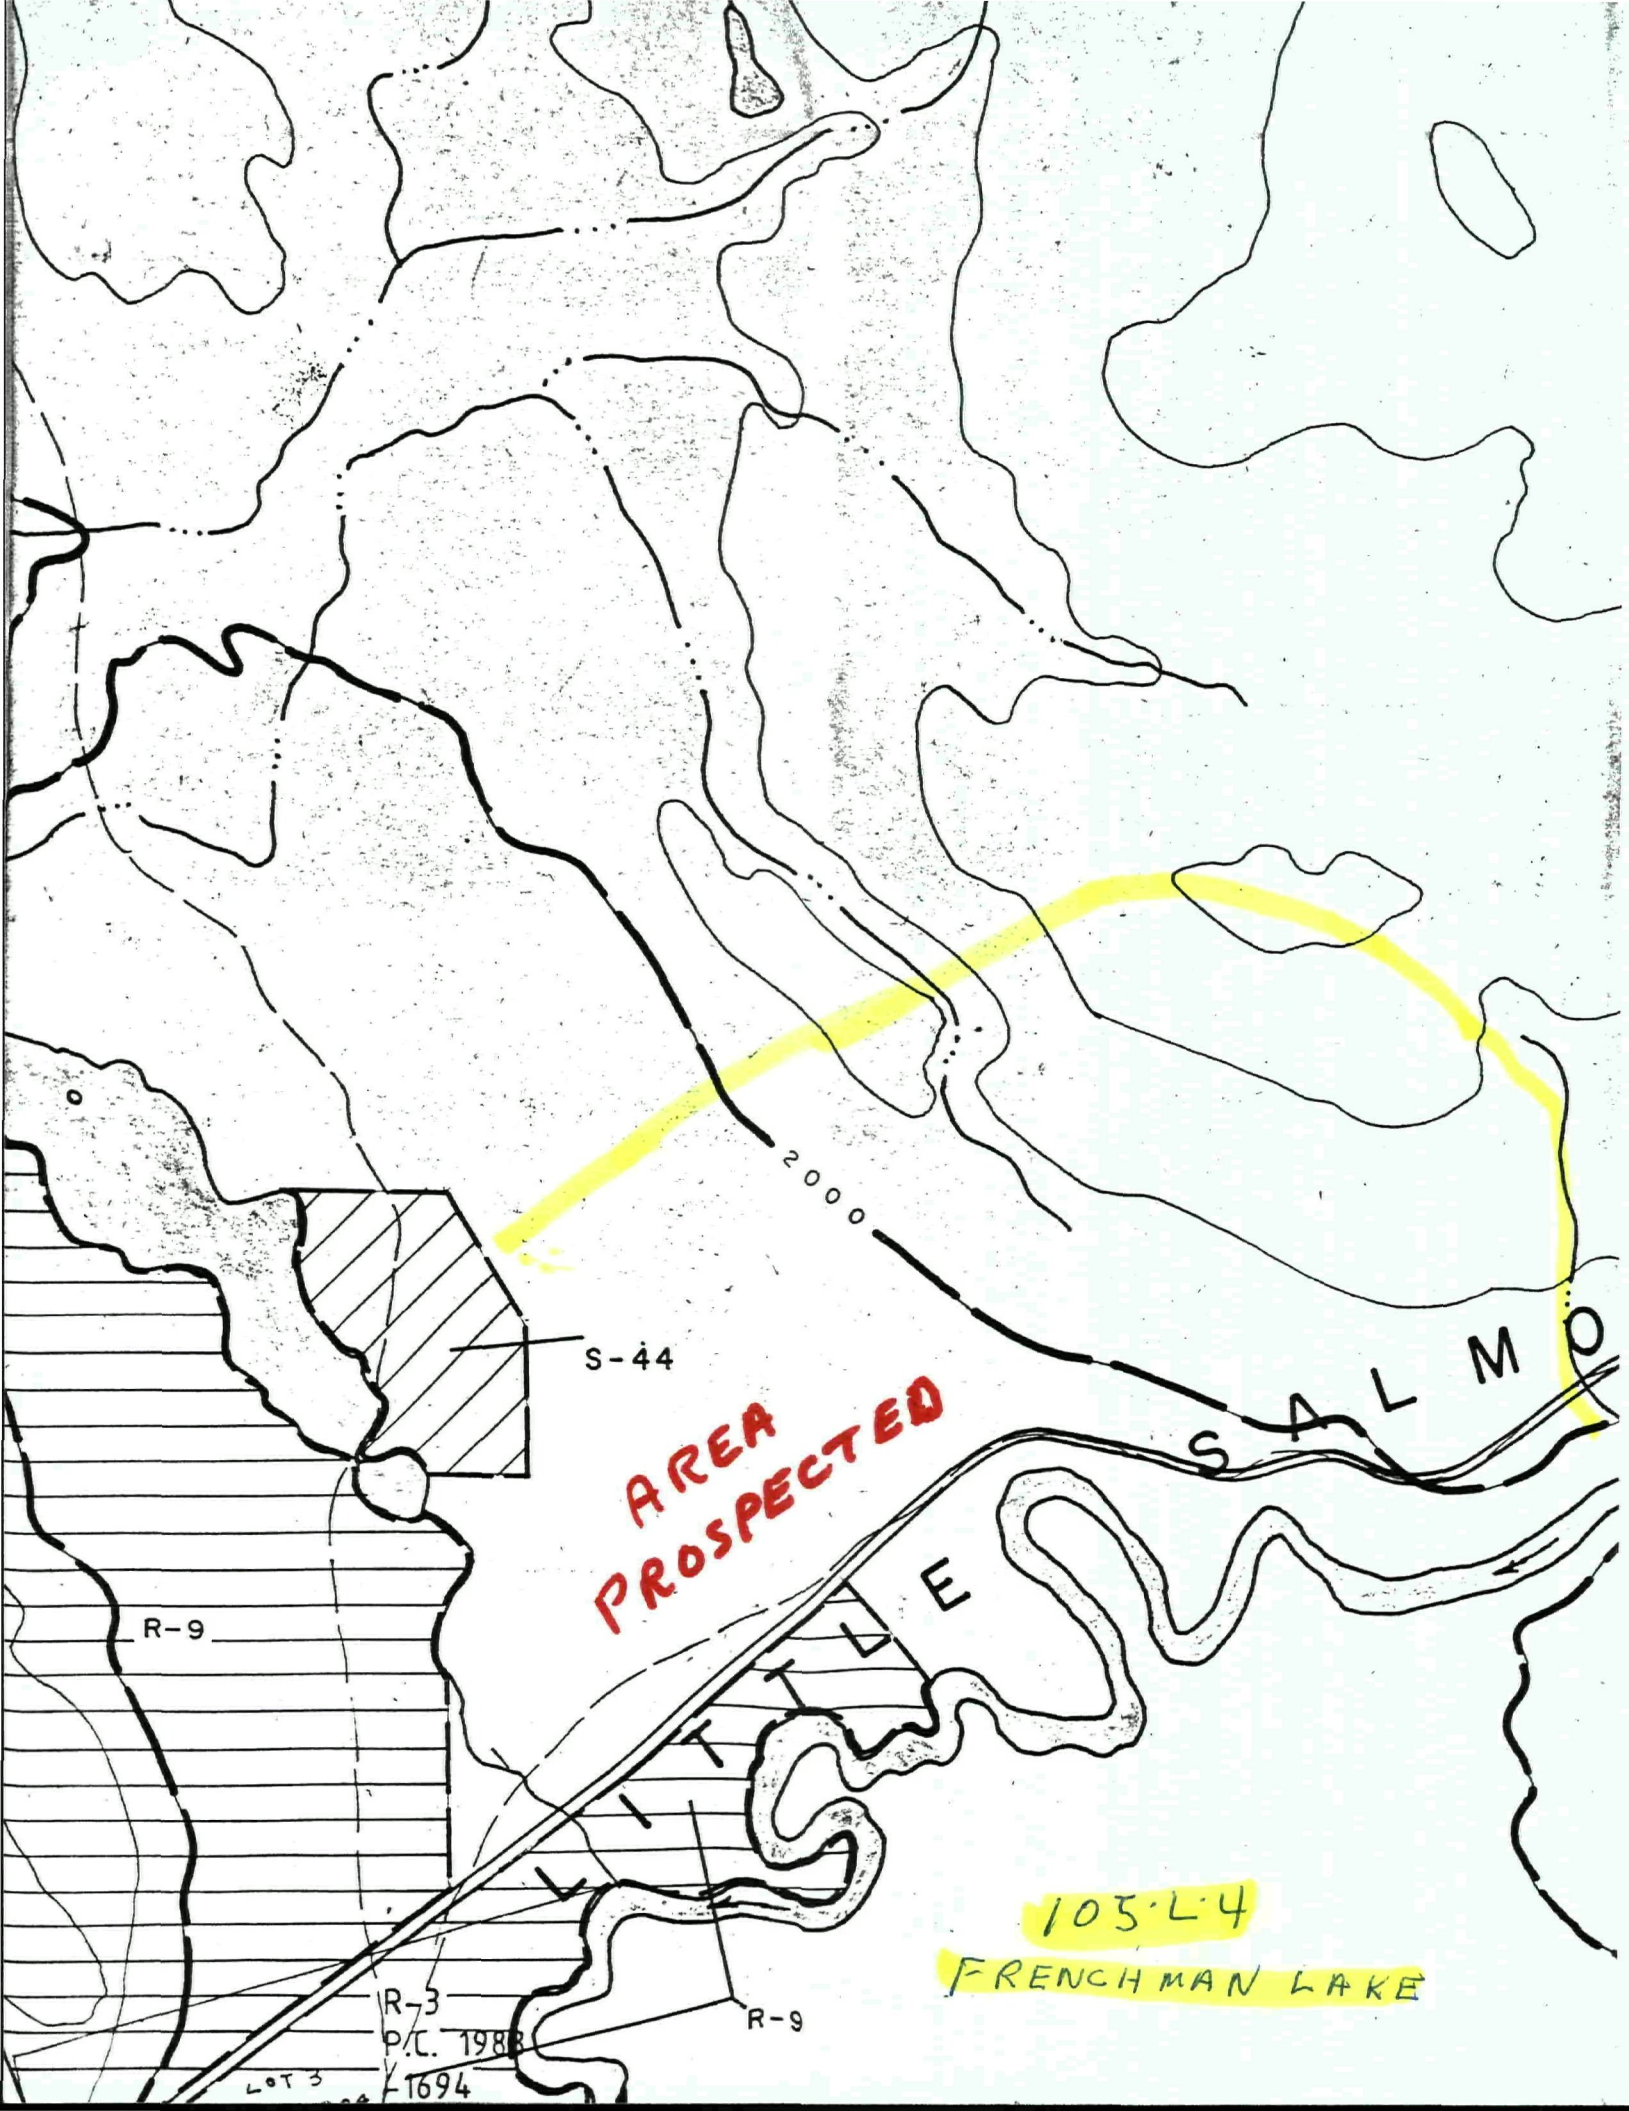 2000
S-44
LITTLE SALMO
AREA
PROSPECTED
R-9
105·L·4
FRENCHMAN LAKE
R-3
R-9
P.C. 1988
-1694
LOT 3